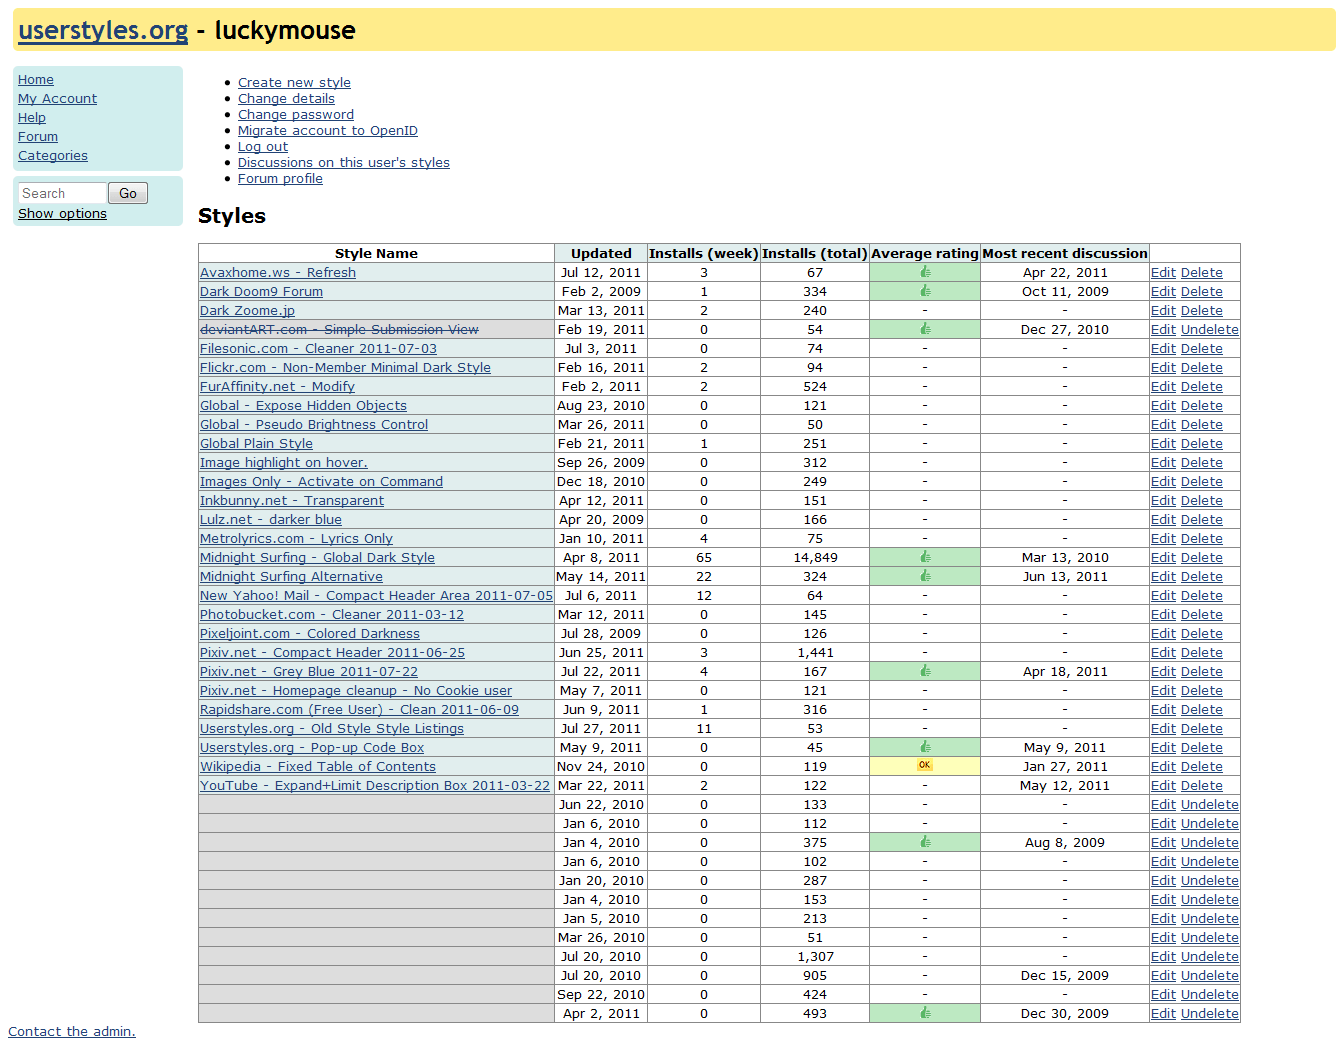 userstyles.org - luckymouse
Home
My Account
Help
Forum
Categories
Search Go
Show options
Create new style
Change details
Change password
Migrate account to OpenID
Log out
Discussions on this user's styles
Forum profile
Styles
Style Name Updated Installs (week) Installs (total) Average rating Most recent discussion
Avaxhome.ws - Refresh Jul 12, 2011 3 67 Apr 22, 2011 Edit Delete
Dark Doom9 Forum Feb 2, 2009 1 334 Oct 11, 2009 Edit Delete
Dark Zoome.jp Mar 13, 2011 2 240 - - Edit Delete
deviantART.com - Simple Submission View Feb 19, 2011 0 54 Dec 27, 2010 Edit Undelete
Filesonic.com - Cleaner 2011-07-03 Jul 3, 2011 0 74 - - Edit Delete
Flickr.com - Non-Member Minimal Dark Style Feb 16, 2011 2 94 - - Edit Delete
FurAffinity.net - Modify Feb 2, 2011 2 524 - - Edit Delete
Global - Expose Hidden Objects Aug 23, 2010 0 121 - - Edit Delete
Global - Pseudo Brightness Control Mar 26, 2011 0 50 - - Edit Delete
Global Plain Style Feb 21, 2011 1 251 - - Edit Delete
Image highlight on hover. Sep 26, 2009 0 312 - - Edit Delete
Images Only - Activate on Command Dec 18, 2010 0 249 - - Edit Delete
Inkbunny.net - Transparent Apr 12, 2011 0 151 - - Edit Delete
Lulz.net - darker blue Apr 20, 2009 0 166 - - Edit Delete
Metrolyrics.com - Lyrics Only Jan 10, 2011 4 75 - - Edit Delete
Midnight Surfing - Global Dark Style Apr 8, 2011 65 14,849 Mar 13, 2010 Edit Delete
Midnight Surfing Alternative May 14, 2011 22 324 Jun 13, 2011 Edit Delete
New Yahoo! Mail - Compact Header Area 2011-07-05 Jul 6, 2011 12 64 - - Edit Delete
Photobucket.com - Cleaner 2011-03-12 Mar 12, 2011 0 145 - - Edit Delete
Pixeljoint.com - Colored Darkness Jul 28, 2009 0 126 - - Edit Delete
Pixiv.net - Compact Header 2011-06-25 Jun 25, 2011 3 1,441 - - Edit Delete
Pixiv.net - Grey Blue 2011-07-22 Jul 22, 2011 4 167 Apr 18, 2011 Edit Delete
Pixiv.net - Homepage cleanup - No Cookie user May 7, 2011 0 121 - - Edit Delete
Rapidshare.com (Free User) - Clean 2011-06-09 Jun 9, 2011 1 316 - - Edit Delete
Userstyles.org - Old Style Style Listings Jul 27, 2011 11 53 - - Edit Delete
Userstyles.org - Pop-up Code Box May 9, 2011 0 45 May 9, 2011 Edit Delete
Wikipedia - Fixed Table of Contents Nov 24, 2010 0 119 OK Jan 27, 2011 Edit Delete
YouTube - Expand+Limit Description Box 2011-03-22 Mar 22, 2011 2 122 - May 12, 2011 Edit Delete
Jun 22, 2010 0 133 - - Edit Undelete
Jan 6, 2010 0 112 - - Edit Undelete
Jan 4, 2010 0 375 Aug 8, 2009 Edit Undelete
Jan 6, 2010 0 102 - - Edit Undelete
Jan 20, 2010 0 287 - - Edit Undelete
Jan 4, 2010 0 153 - - Edit Undelete
Jan 5, 2010 0 213 - - Edit Undelete
Mar 26, 2010 0 51 - - Edit Undelete
Jul 20, 2010 0 1,307 - - Edit Undelete
Jul 20, 2010 0 905 - Dec 15, 2009 Edit Undelete
Sep 22, 2010 0 424 - - Edit Undelete
Apr 2, 2011 0 493 Dec 30, 2009 Edit Undelete
Contact the admin.